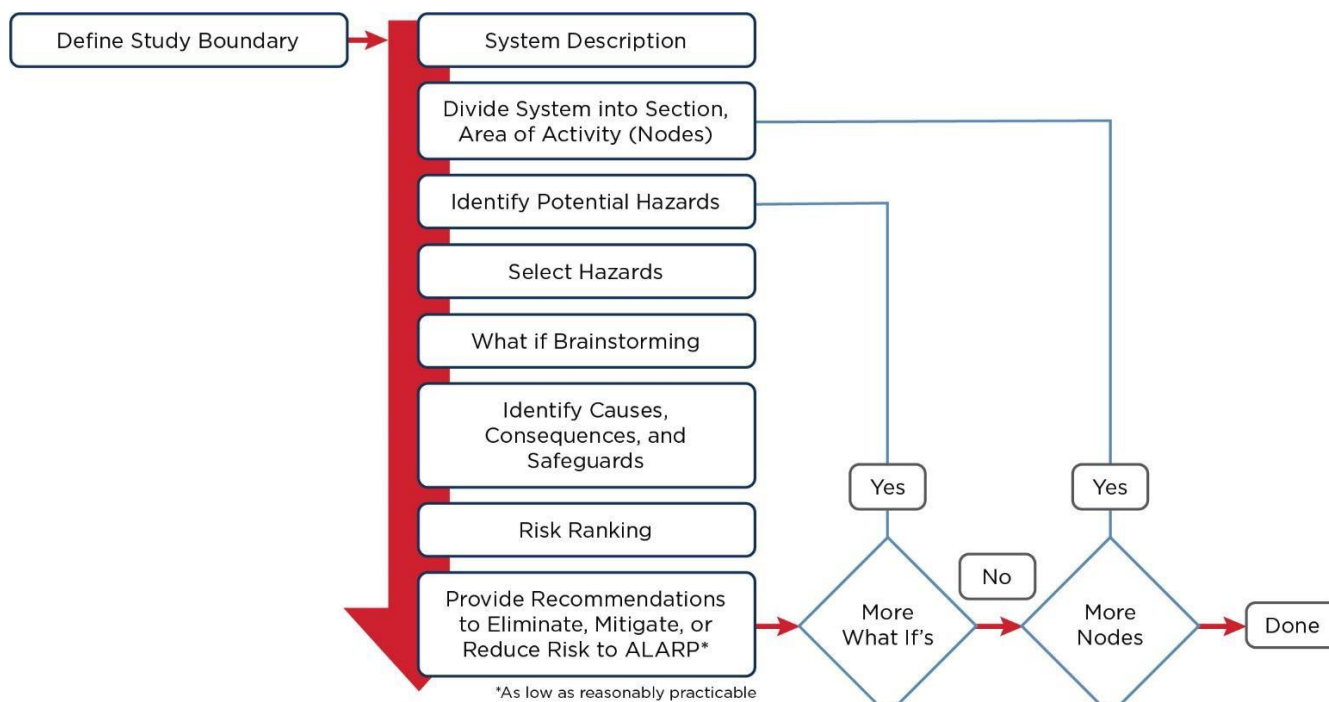 Define Study Boundary
System Description
Divide System into Section,
Area of Activity (Nodes)
Identify Potential Hazards
Select Hazards
What if Brainstorming
Identify Causes,
Consequences, and
Safeguards
Risk Ranking
Provide Recommendations
to Eliminate, Mitigate, or
Reduce Risk to ALARP*
*As low as reasonably practicable
Yes
More
What If's
No
Yes
More
Nodes
Done